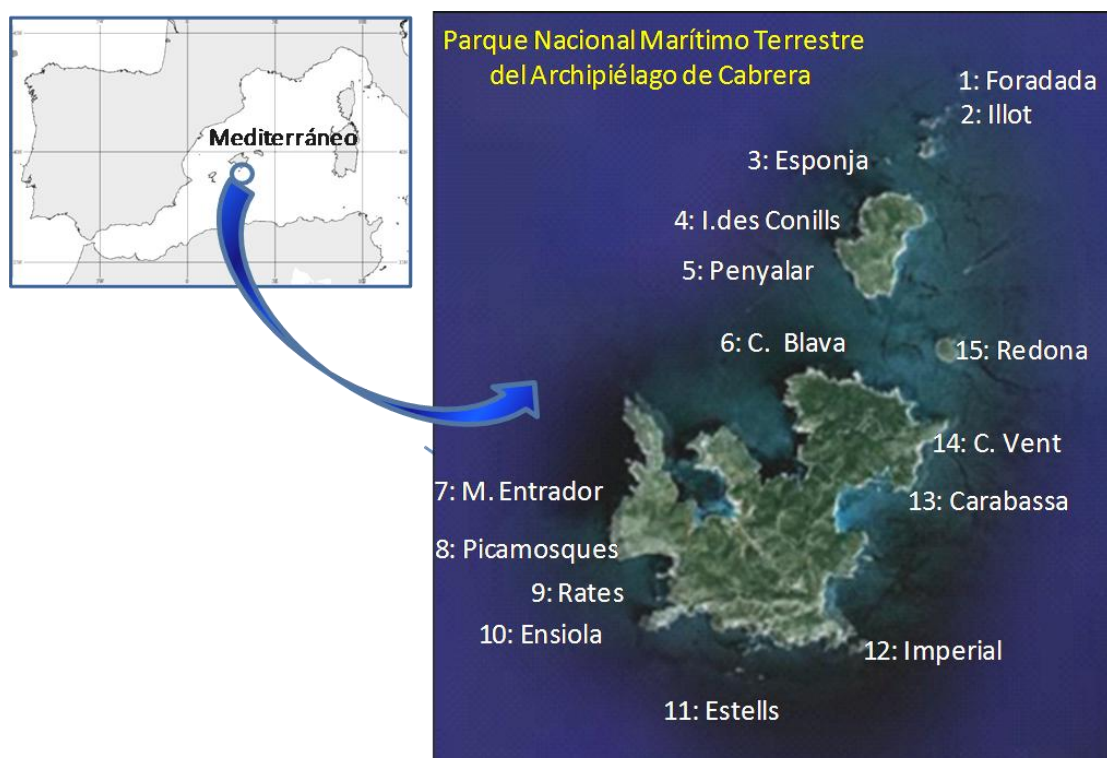 Mediterráneo
Parque Nacional Marítimo Terrestre
del Archipiélago de Cabrera
1: Foradada
2: Illot
3: Esponja
4: I.des Conills
5: Penyalar
6: C. Blava
15: Redona
14: C. Vent
7: M. Entrador
13: Carabassa
8: Picamosques
9: Rates
10: Ensiola
12: Imperial
11: Estells